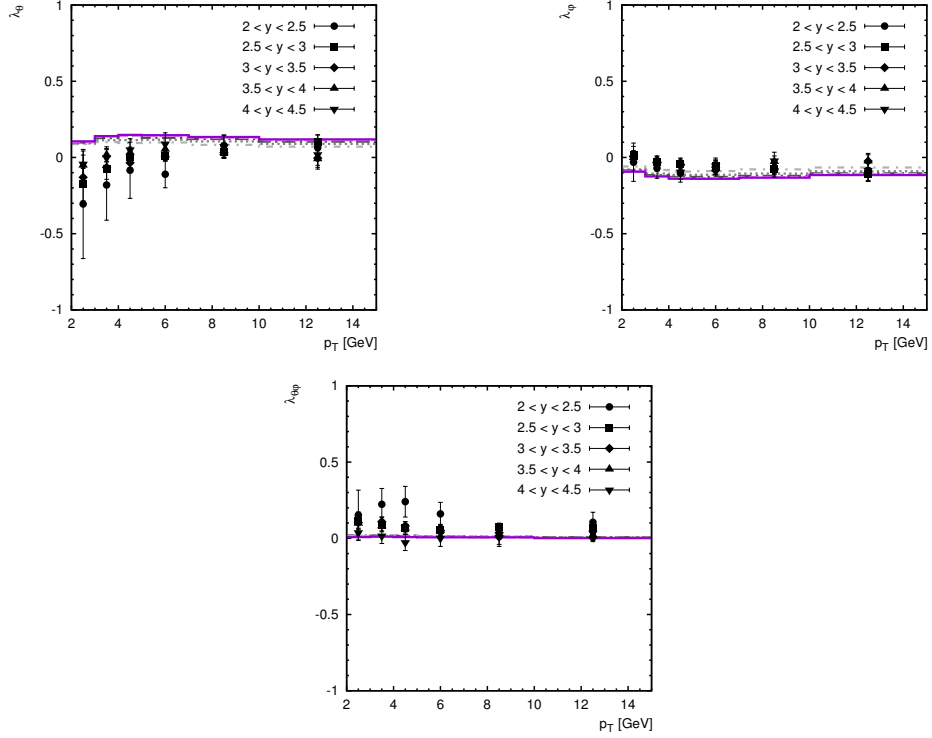 λθ
1
0.5
0
-0.5
-1
2 < y < 2.5
2.5 < y < 3
3 < y < 3.5
3.5 < y < 4
4 < y < 4.5
2 4 6 8 10 12 14
pT [GeV]
λφ
1
0.5
0
-0.5
-1
2 < y < 2.5
2.5 < y < 3
3 < y < 3.5
3.5 < y < 4
4 < y < 4.5
2 4 6 8 10 12 14
pT [GeV]
λθφ
1
0.5
0
-0.5
-1
2 < y < 2.5
2.5 < y < 3
3 < y < 3.5
3.5 < y < 4
4 < y < 4.5
2 4 6 8 10 12 14
pT [GeV]